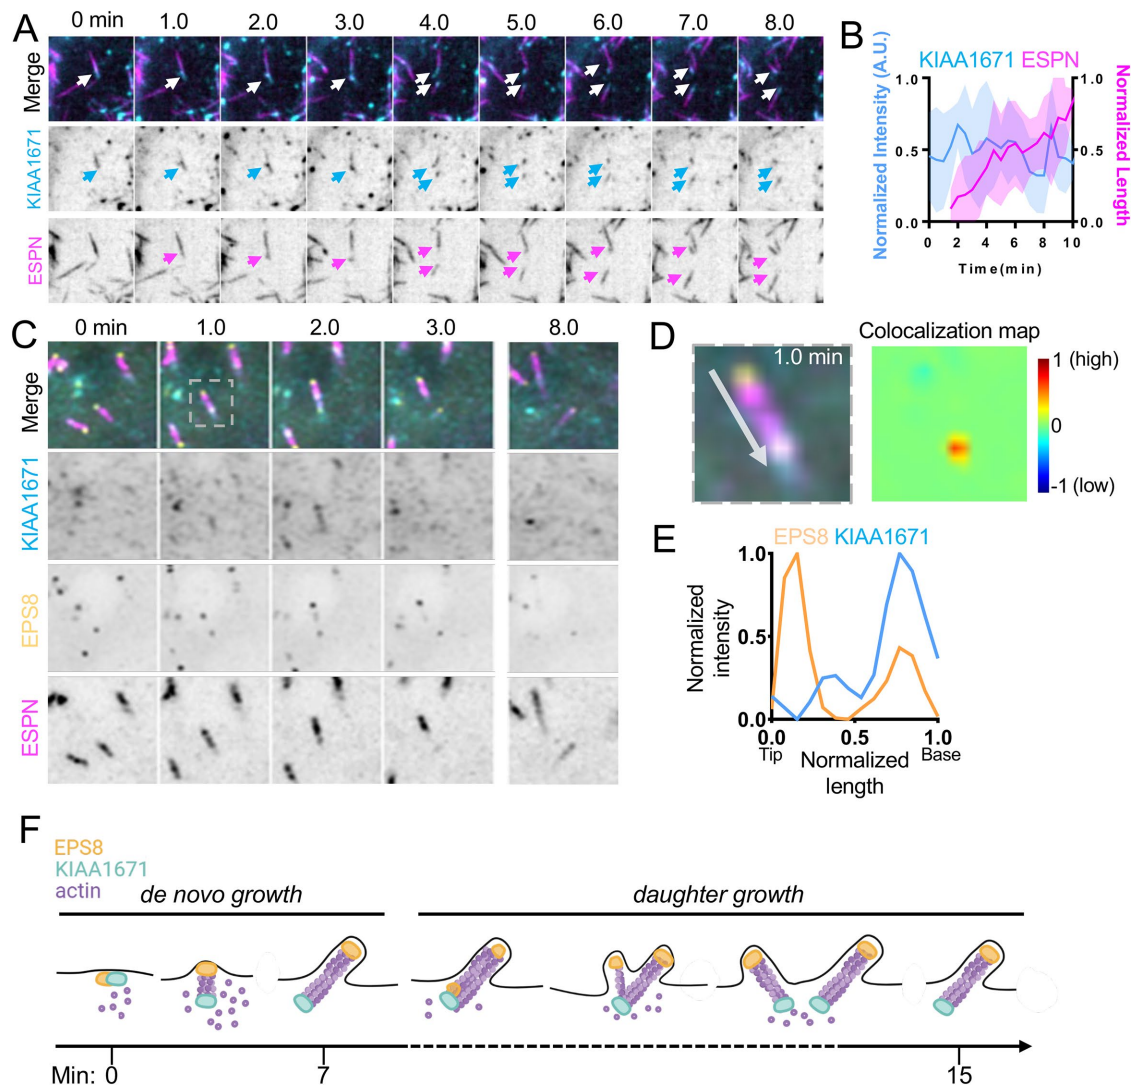 A
0 min 1.0 2.0 3.0 4.0 5.0 6.0 7.0 8.0
Merge
KIAA1671
ESPN
B
KIAA1671 ESPN
Normalized Intensity (A.U.)
1.0
0.5
0.0
1.0
0.5
0.0
Normalized Length
0 2 4 6 8 10
Time(min)
C
0 min 1.0 2.0 3.0 8.0
Merge
KIAA1671
EPS8
ESPN
D
1.0 min
Colocalization map
1 (high)
0
-1 (low)
E
EPS8 KIAA1671
Normalized
intensity
1.0
0.5
0.0
0.0 0.5 1.0
Tip Base
Normalized
length
F
EPS8
KIAA1671
actin
de novo growth
daughter growth
Min: 0 7 15